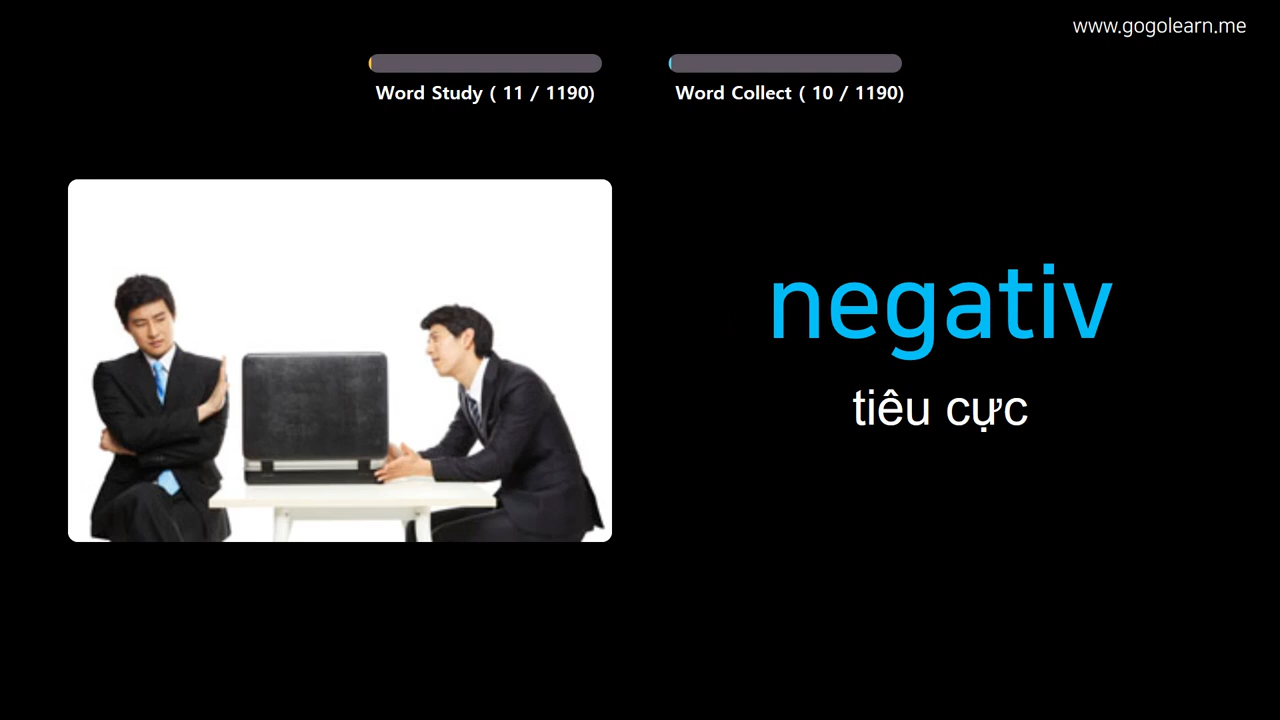 www.gogolearn.me
Word Study ( 11 / 1190)
Word Collect ( 10 / 1190)
negativ
tiêu cực